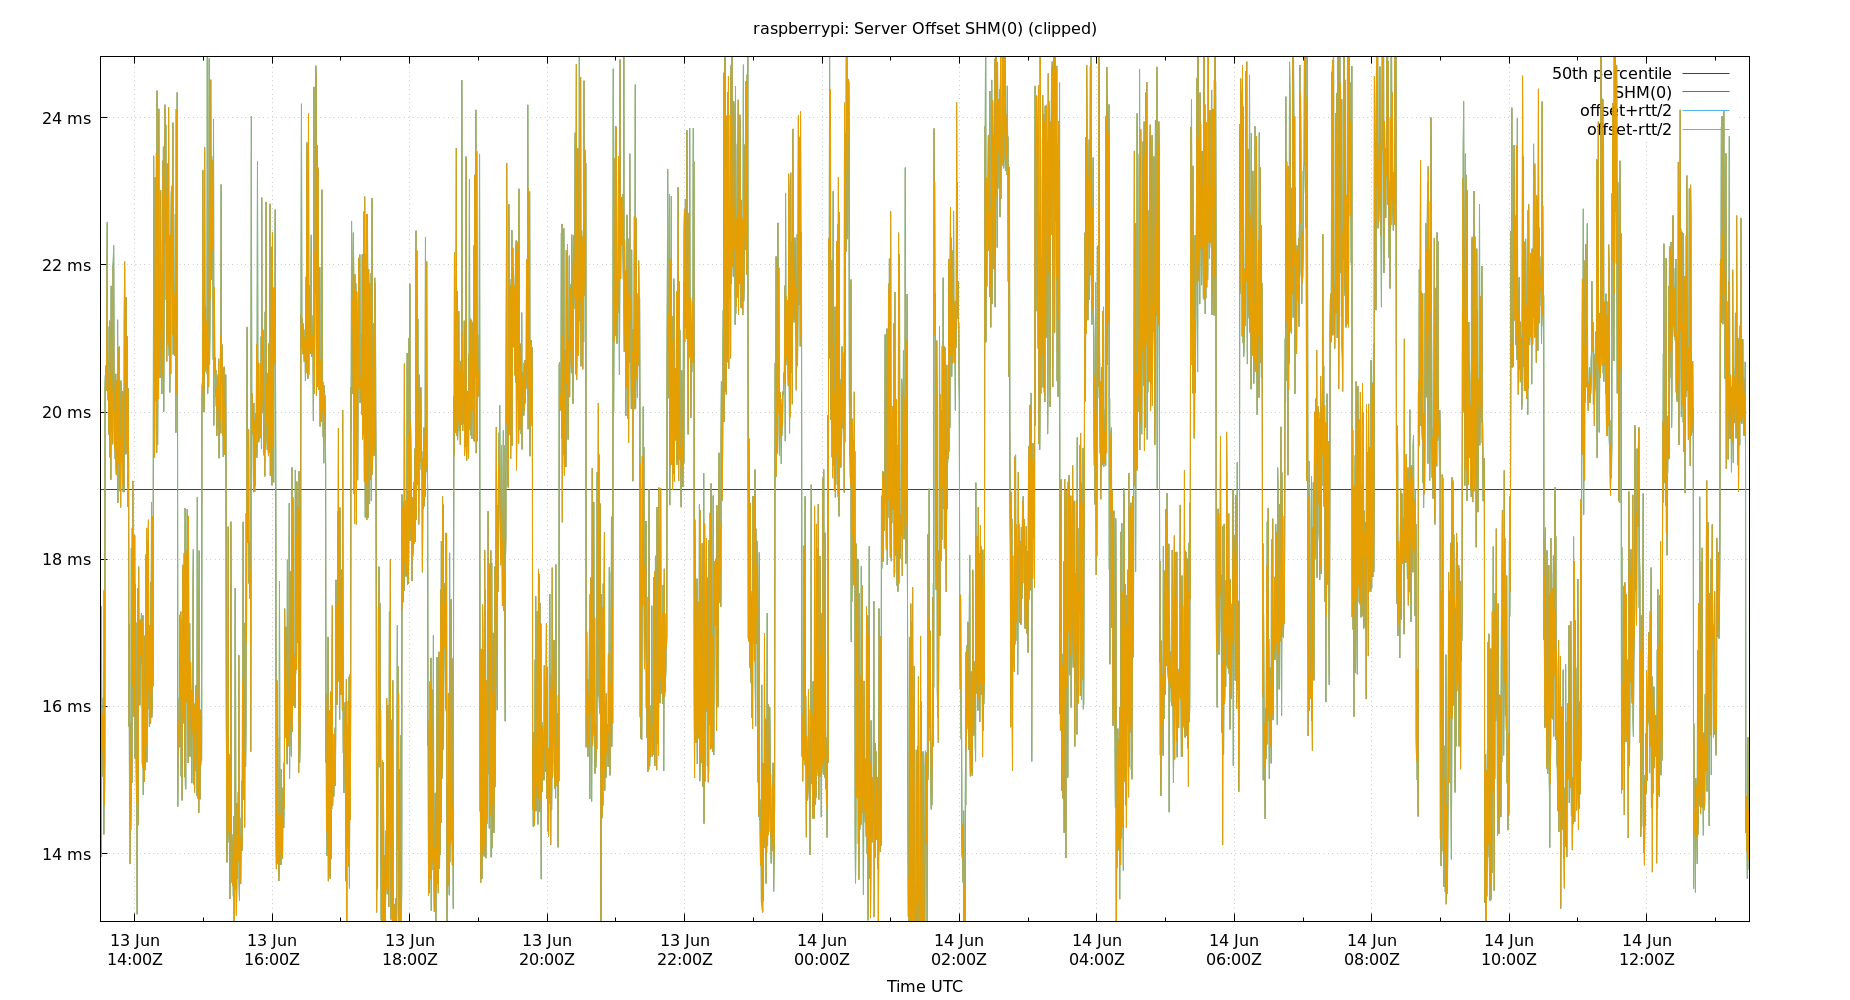 raspberrypi: Server Offset SHM(0) (clipped)
50th percentile
SHM(0)
offset+rtt/2
offset-rtt/2
24 ms
22 ms
20 ms
18 ms
16 ms
14 ms
13 Jun 13 Jun 13 Jun 13 Jun 13 Jun 14 Jun 14 Jun 14 Jun 14 Jun 14 Jun 14 Jun 14 Jun
14:00Z 16:00Z 18:00Z 20:00Z 22:00Z 00:00Z 02:00Z 04:00Z 06:00Z 08:00Z 10:00Z 12:00Z
Time UTC